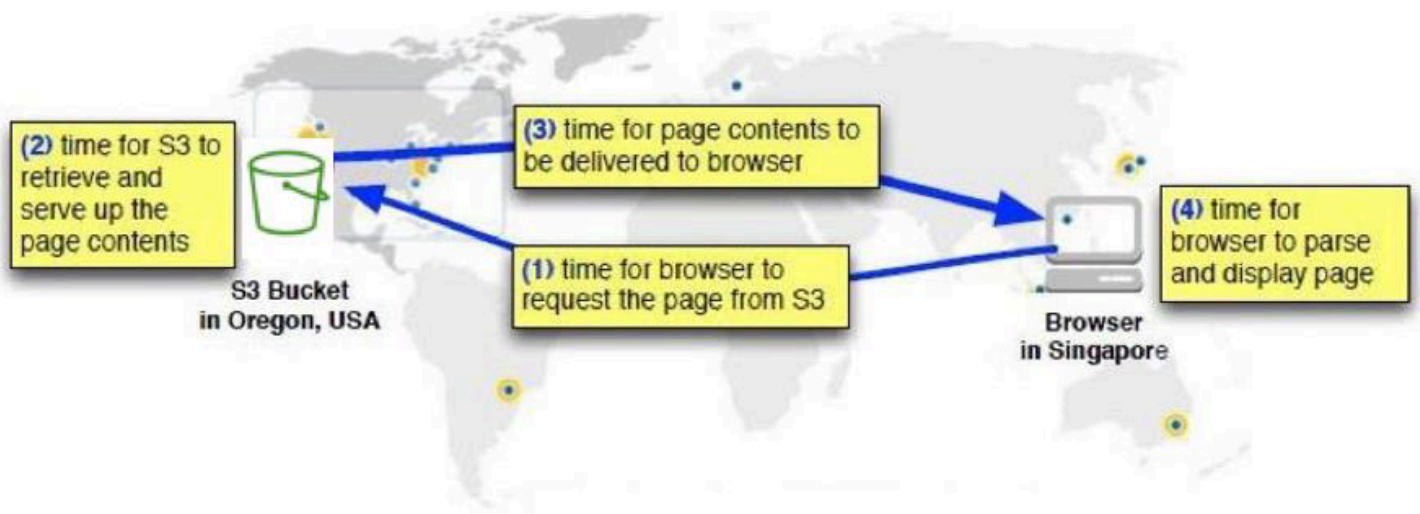 (2) time for S3 to
retrieve and
serve up the
page contents
(3) time for page contents to
be delivered to browser
(1) time for browser to
request the page from S3
(4) time for
browser to parse
and display page
S3 Bucket
in Oregon, USA
Browser
in Singapore